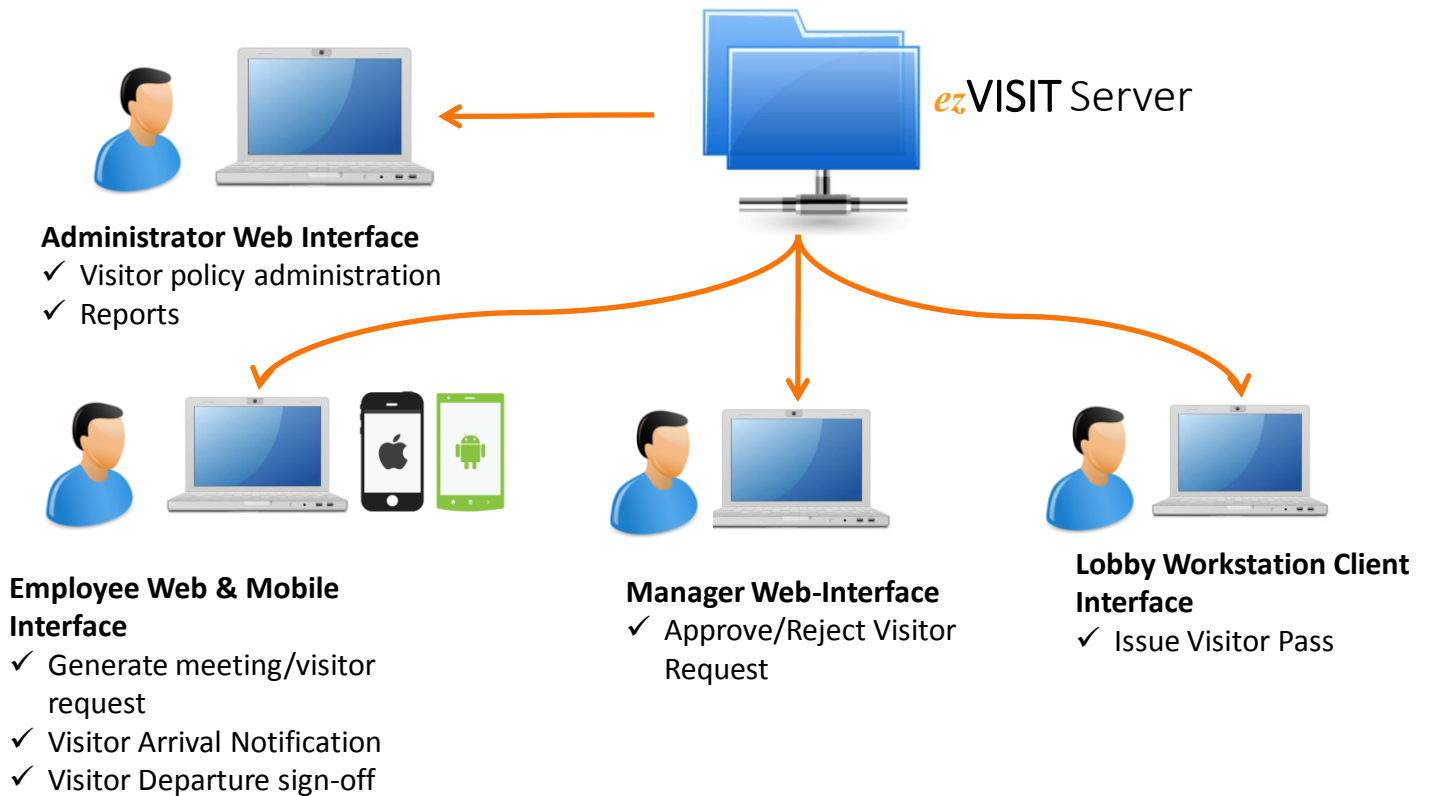 ezVISIT Server
Administrator Web Interface
✓ Visitor policy administration
✓ Reports
Employee Web & Mobile
Interface
✓ Generate meeting/visitor
request
✓ Visitor Arrival Notification
✓ Visitor Departure sign-off
Manager Web-Interface
✓ Approve/Reject Visitor
Request
Lobby Workstation Client
Interface
✓ Issue Visitor Pass